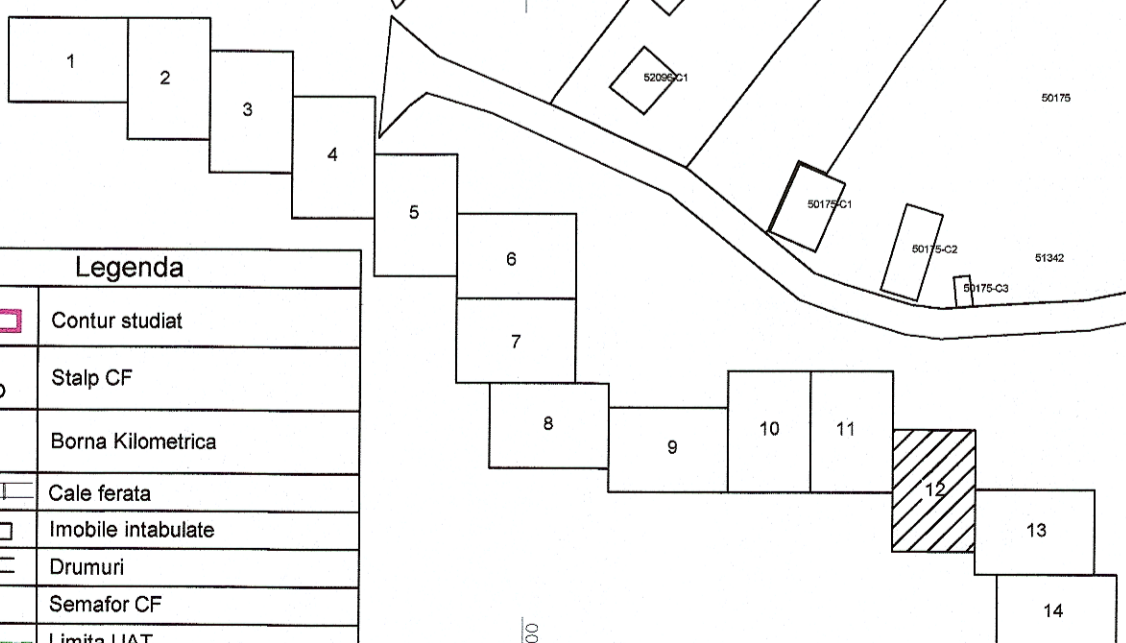 1
2
3
4
5
6
7
8
9
10
11
12
13
14
52096-C1
50175
50175-C1
50175-C2
51342
50175-C3
Legenda
Contur studiat
Stalp CF
Borna Kilometrica
Cale ferata
Imobile intabulate
Drumuri
Semafor CF
Limita UAT
00